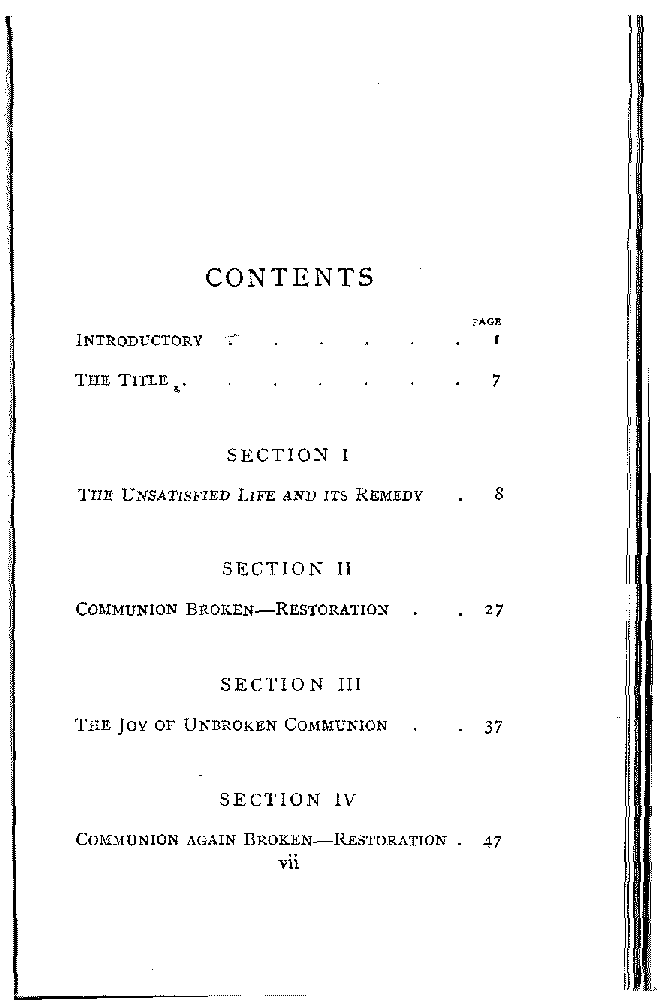 CONTENTS
PAGE
INTRODUCTORY . . . . . . 1
THE TITLE . . . . . . . 7
SECTION I
THE UNSATISFIED LIFE AND ITS REMEDY . 8
SECTION II
COMMUNION BROKEN—RESTORATION . . 27
SECTION III
THE JOY OF UNBROKEN COMMUNION . . 37
SECTION IV
COMMUNION AGAIN BROKEN—RESTORATION . 47
vii